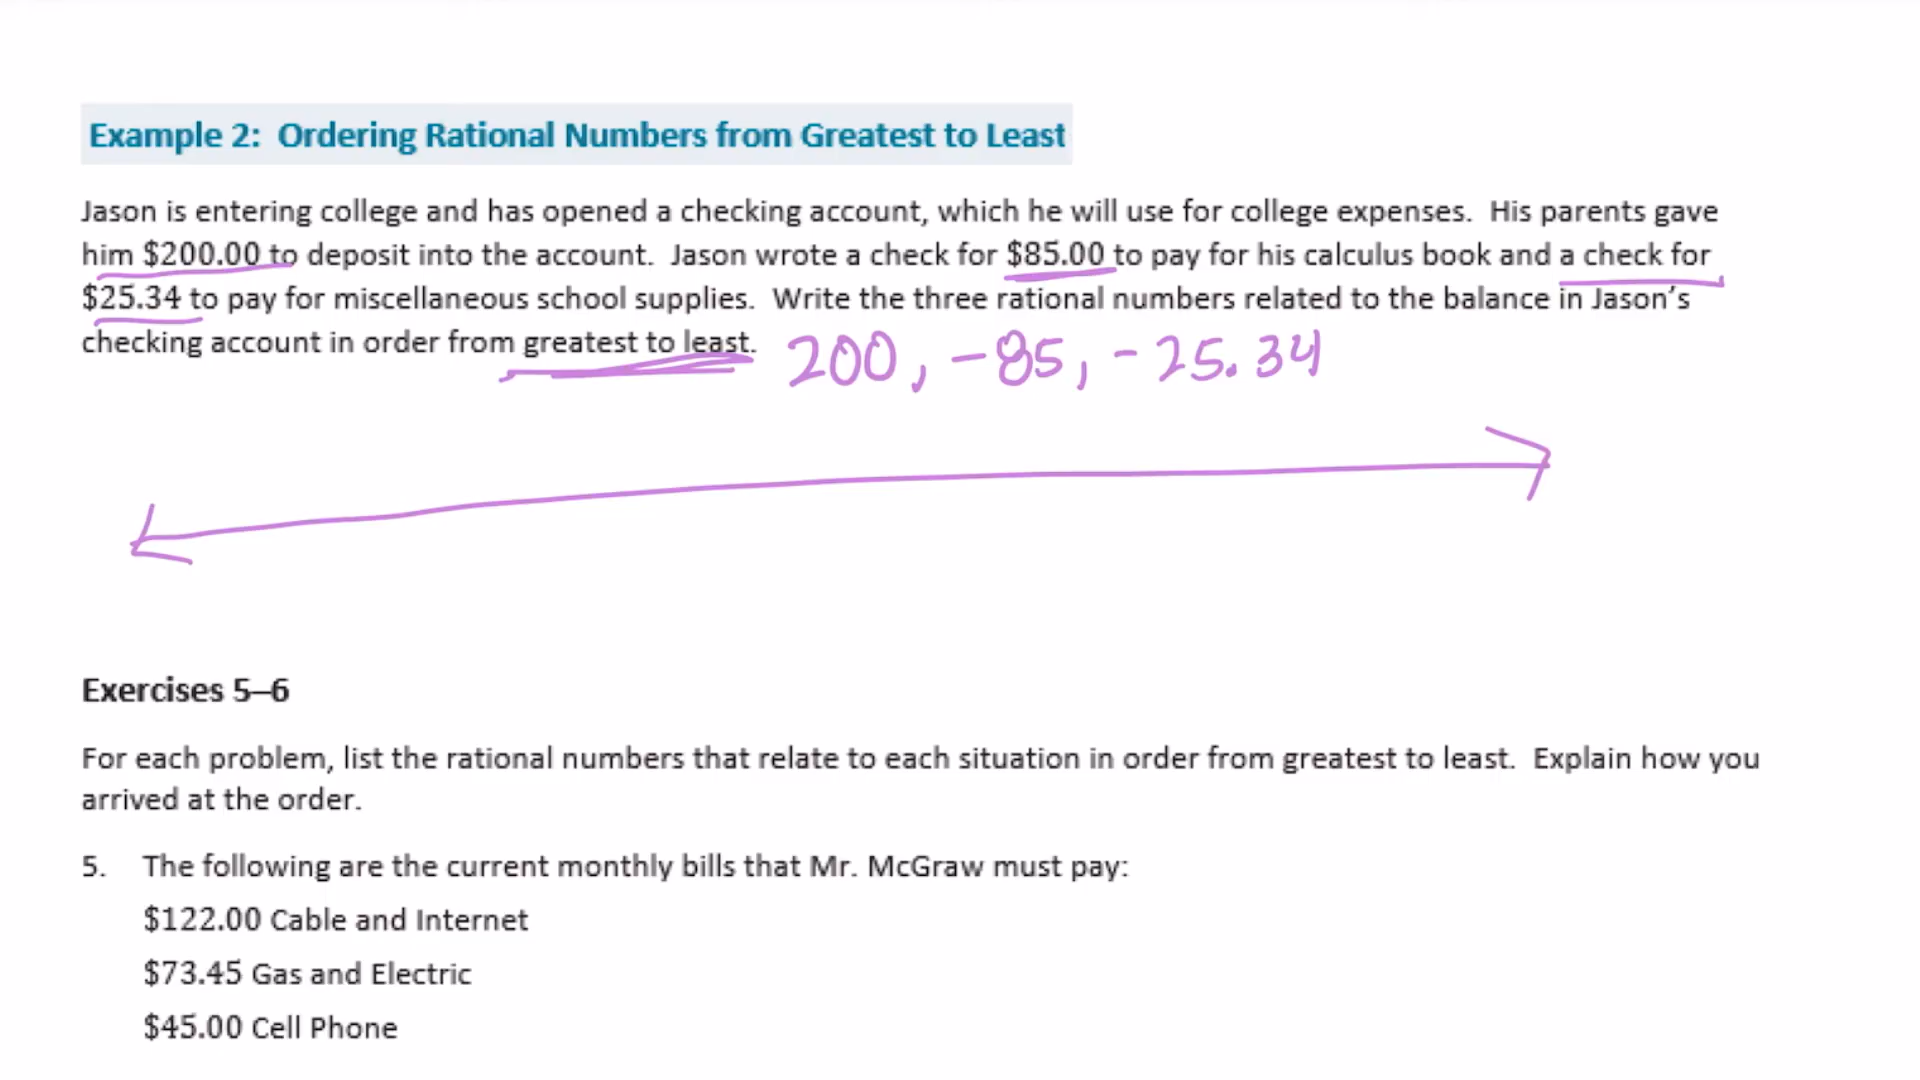 Example 2: Ordering Rational Numbers from Greatest to Least
Jason is entering college and has opened a checking account, which he will use for college expenses. His parents gave
him $200.00 to deposit into the account. Jason wrote a check for $85.00 to pay for his calculus book and a check for
$25.34 to pay for miscellaneous school supplies. Write the three rational numbers related to the balance in Jason’s
checking account in order from greatest to least.
200, -85, -25.34
Exercises 5–6
For each problem, list the rational numbers that relate to each situation in order from greatest to least. Explain how you
arrived at the order.
5. The following are the current monthly bills that Mr. McGraw must pay:
$122.00 Cable and Internet
$73.45 Gas and Electric
$45.00 Cell Phone